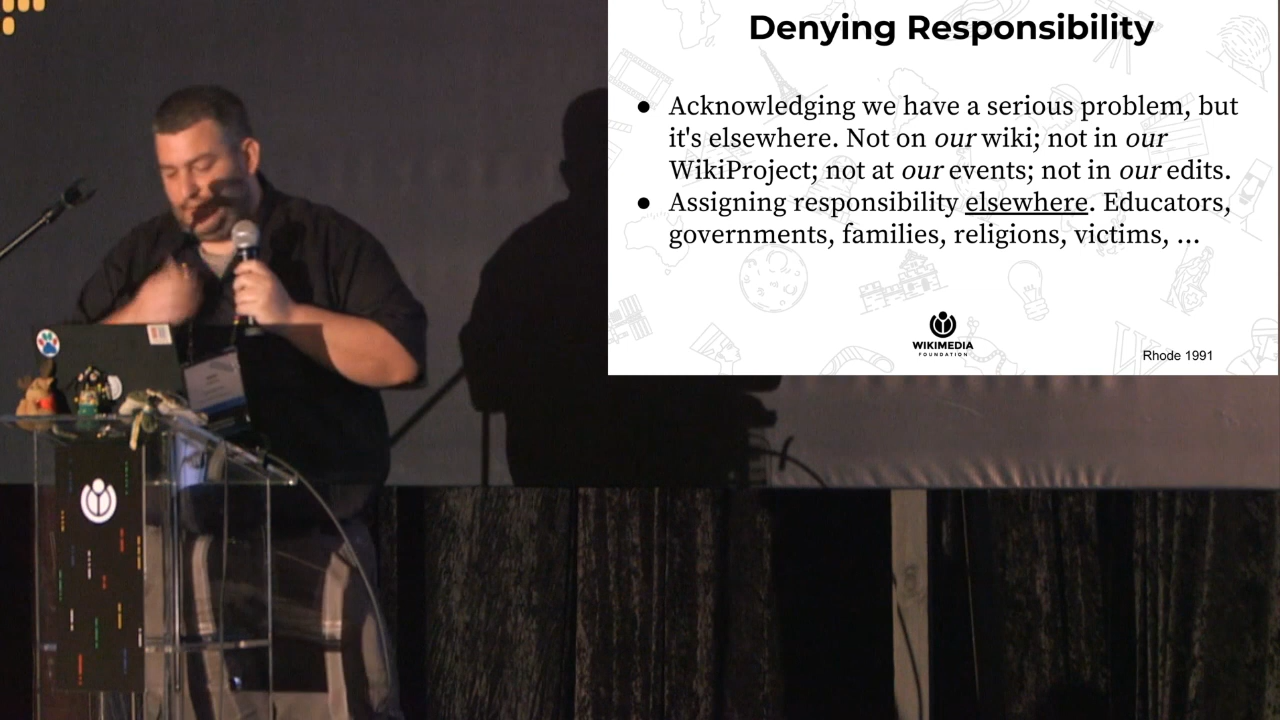 Denying Responsibility
● Acknowledging we have a serious problem, but
it's elsewhere. Not on our wiki; not in our
WikiProject; not at our events; not in our edits.
● Assigning responsibility elsewhere. Educators,
governments, families, religions, victims, ...
WIKIMEDIA
FOUNDATION
Rhode 1991